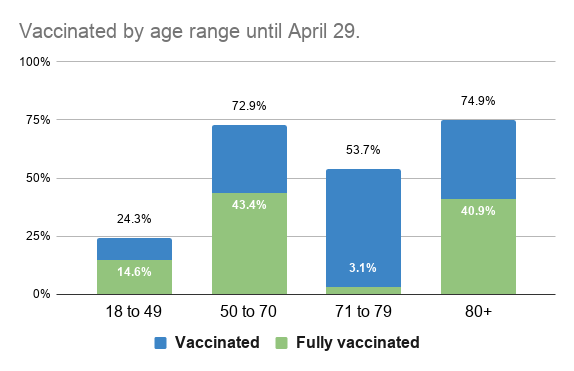 Vaccinated by age range until April 29.
100%
75%
50%
25%
0%
24.3%
14.6%
72.9%
43.4%
53.7%
3.1%
74.9%
40.9%
18 to 49
50 to 70
71 to 79
80+
Vaccinated
Fully vaccinated